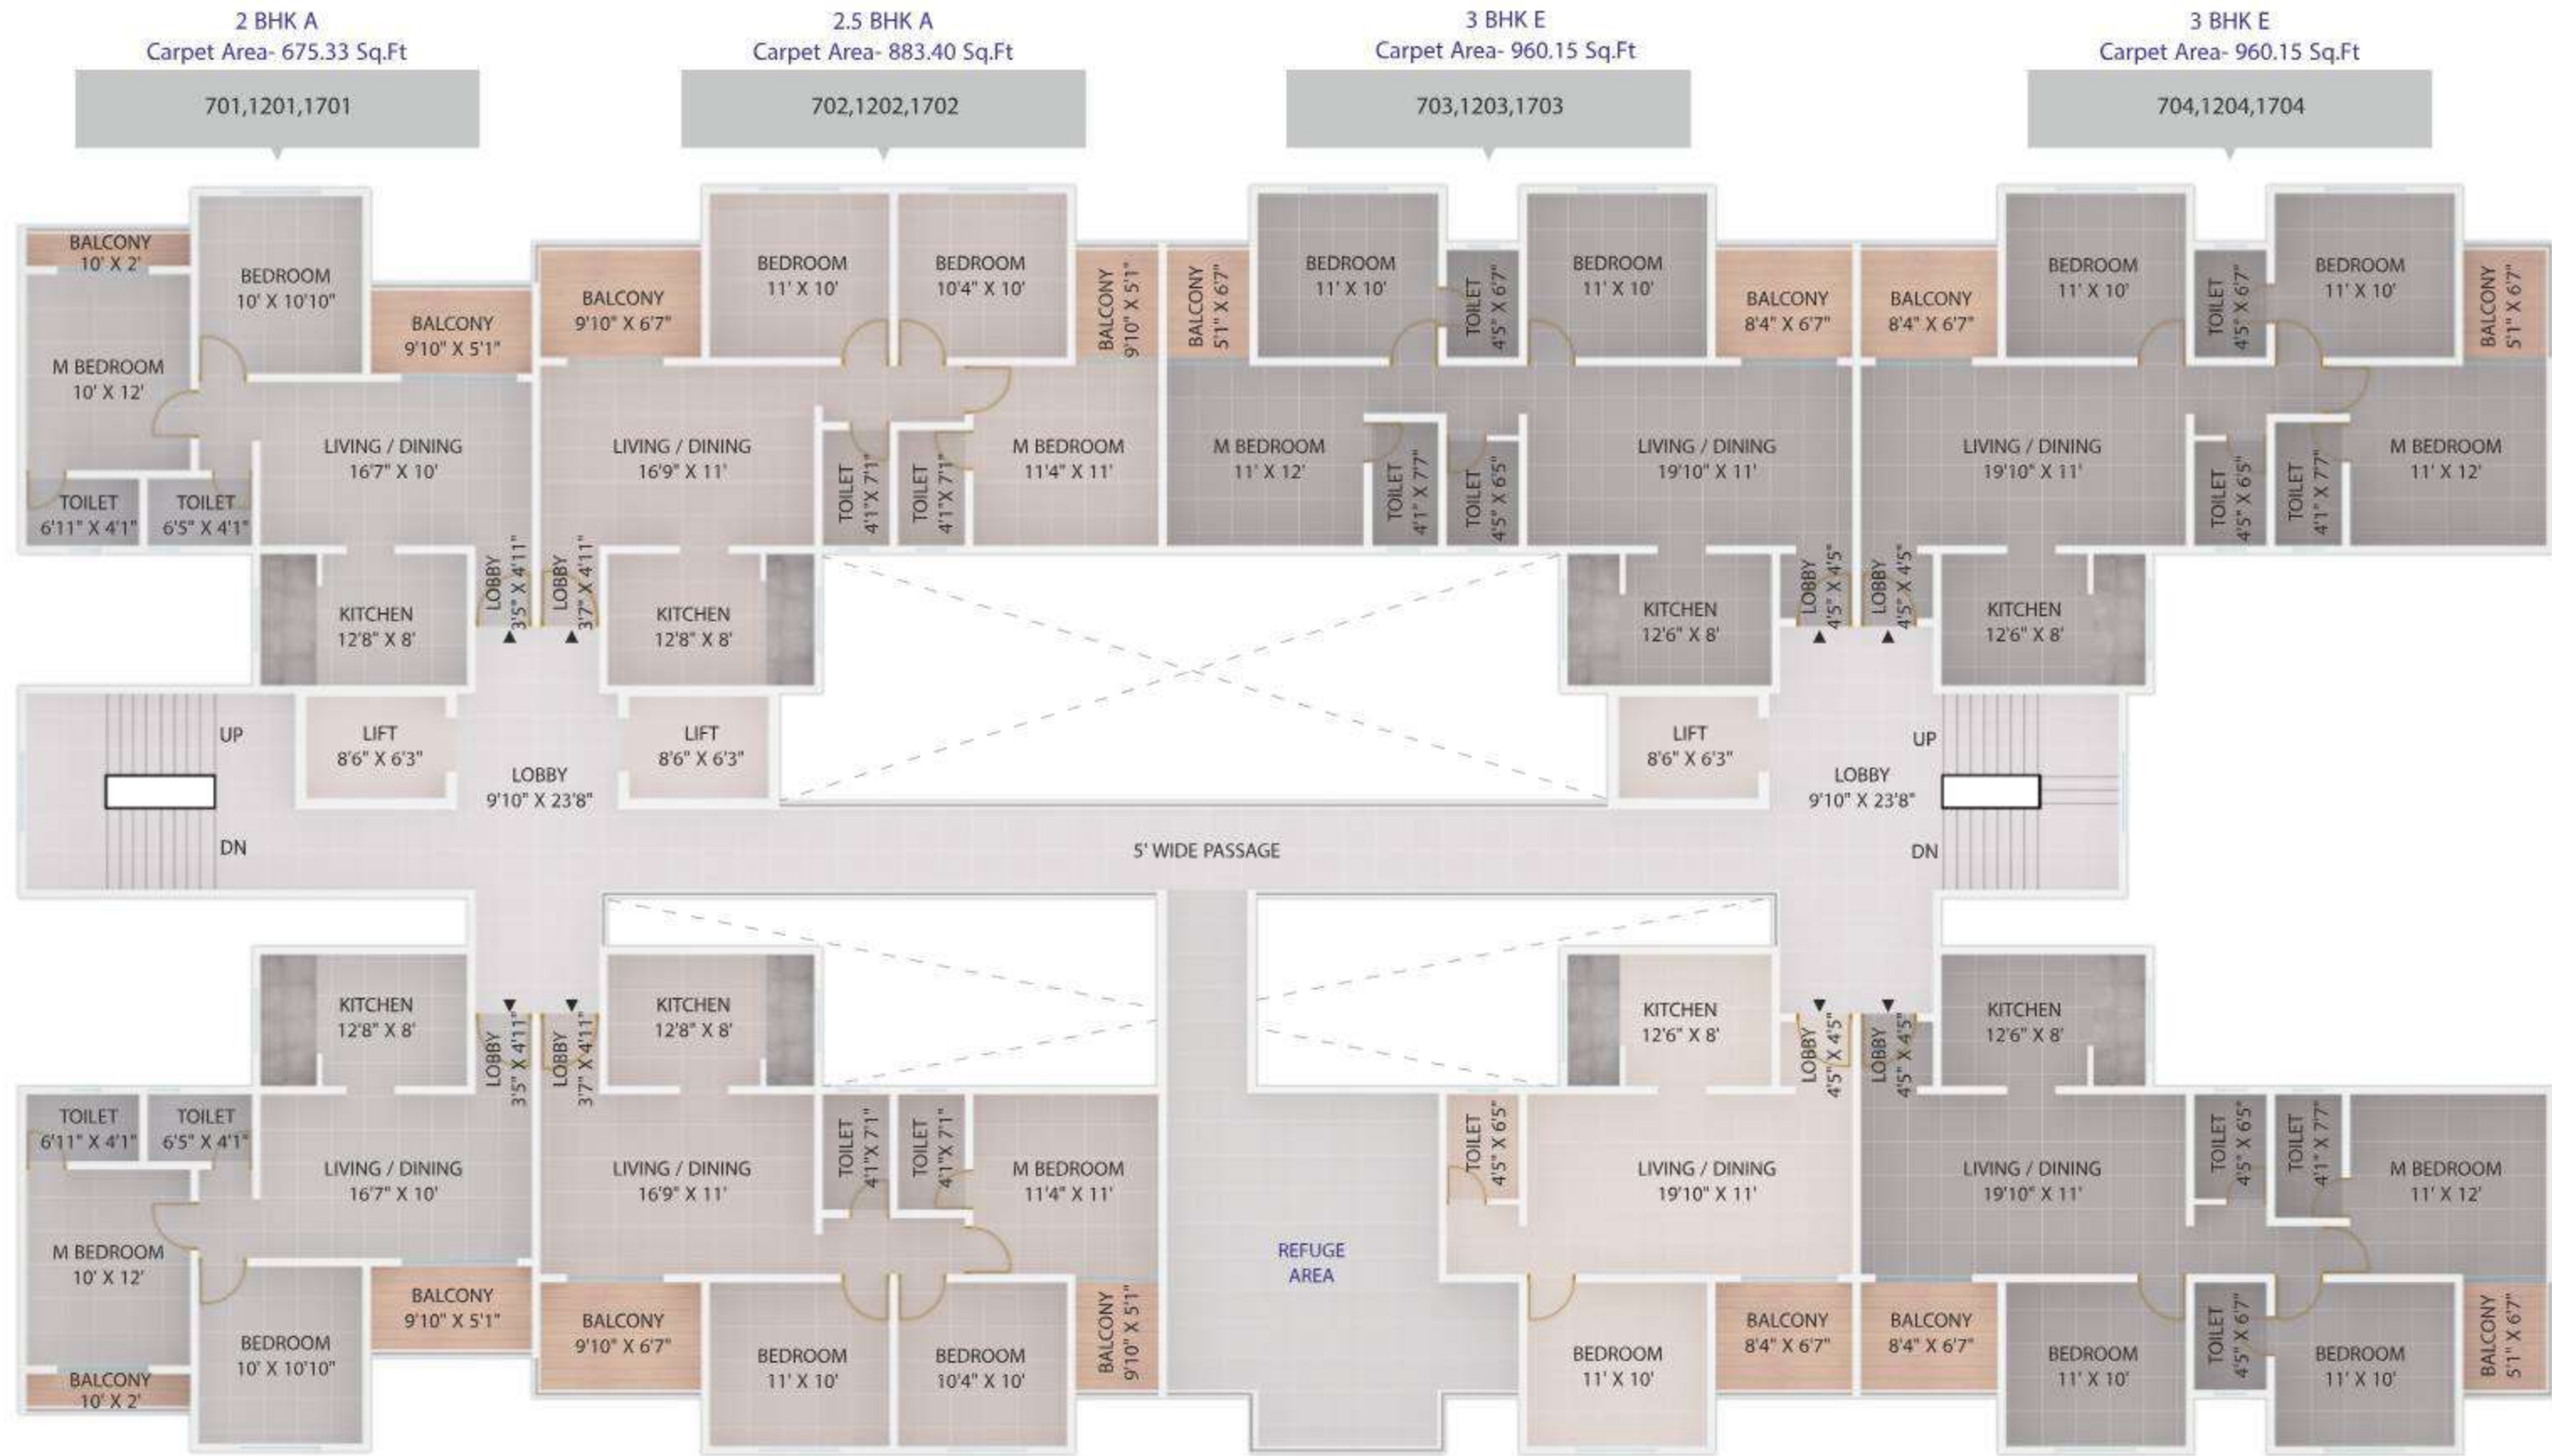 2 BHK A
Carpet Area- 675.33 Sq.Ft
701,1201,1701
2.5 BHK A
Carpet Area- 883.40 Sq.Ft
702,1202,1702
3 BHK E
Carpet Area- 960.15 Sq.Ft
703,1203,1703
3 BHK E
Carpet Area- 960.15 Sq.Ft
704,1204,1704
BALCONY
10' X 2'
BEDROOM
10' X 10'10"
M BEDROOM
10' X 12'
BALCONY
9'10" X 5'1"
LIVING / DINING
16'7" X 10'
TOILET
6'11" X 4'1"
TOILET
6'5" X 4'1"
KITCHEN
12'8" X 8'
LOBBY
3'5" X 4'11"
BALCONY
9'10" X 6'7"
BEDROOM
11' X 10'
BEDROOM
10'4" X 10'
BALCONY
9'10" X 5'1"
LIVING / DINING
16'9" X 11'
TOILET
4'1"X 7'1"
TOILET
4'1"X 7'1"
M BEDROOM
11'4" X 11'
LOBBY
3'7" X 4'11"
KITCHEN
12'8" X 8'
BALCONY
5'1" X 6'7"
BEDROOM
11' X 10'
TOILET
4'5" X 6'7"
BEDROOM
11' X 10'
BALCONY
8'4" X 6'7"
M BEDROOM
11' X 12'
TOILET
4'1" X 7'7"
TOILET
4'5" X 6'5"
LIVING / DINING
19'10" X 11'
KITCHEN
12'6" X 8'
LOBBY
4'5" X 4'5"
BALCONY
8'4" X 6'7"
BEDROOM
11' X 10'
TOILET
4'5" X 6'7"
BEDROOM
11' X 10'
BALCONY
5'1" X 6'7"
LIVING / DINING
19'10" X 11'
TOILET
4'5" X 6'5"
TOILET
4'1" X 7'7"
M BEDROOM
11' X 12'
LOBBY
4'5" X 4'5"
KITCHEN
12'6" X 8'
UP
LIFT
8'6" X 6'3"
LOBBY
9'10" X 23'8"
LIFT
8'6" X 6'3"
DN
5' WIDE PASSAGE
LIFT
8'6" X 6'3"
LOBBY
9'10" X 23'8"
UP
DN
KITCHEN
12'8" X 8'
LOBBY
3'5" X 4'11"
TOILET
6'11" X 4'1"
TOILET
6'5" X 4'1"
LIVING / DINING
16'7" X 10'
M BEDROOM
10' X 12'
BALCONY
9'10" X 5'1"
BEDROOM
10' X 10'10"
BALCONY
10' X 2'
LOBBY
3'7" X 4'11"
KITCHEN
12'8" X 8'
LIVING / DINING
16'9" X 11'
TOILET
4'1"X 7'1"
TOILET
4'1"X 7'1"
M BEDROOM
11'4" X 11'
BALCONY
9'10" X 6'7"
BEDROOM
11' X 10'
BEDROOM
10'4" X 10'
BALCONY
9'10" X 5'1"
REFUGE
AREA
KITCHEN
12'6" X 8'
LOBBY
4'5" X 4'5"
TOILET
4'5" X 6'5"
LIVING / DINING
19'10" X 11'
BEDROOM
11' X 10'
BALCONY
8'4" X 6'7"
LOBBY
4'5" X 4'5"
KITCHEN
12'6" X 8'
LIVING / DINING
19'10" X 11'
TOILET
4'5" X 6'5"
TOILET
4'1" X 7'7"
M BEDROOM
11' X 12'
BALCONY
8'4" X 6'7"
BEDROOM
11' X 10'
TOILET
4'5" X 6'7"
BEDROOM
11' X 10'
BALCONY
5'1" X 6'7"